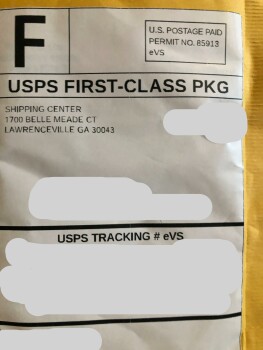 F
U.S. POSTAGE PAID
PERMIT NO. 85913
eVS
USPS FIRST-CLASS PKG
SHIPPING CENTER
1700 BELLE MEADE CT
LAWRENCEVILLE GA 30043
USPS TRACKING # eVS